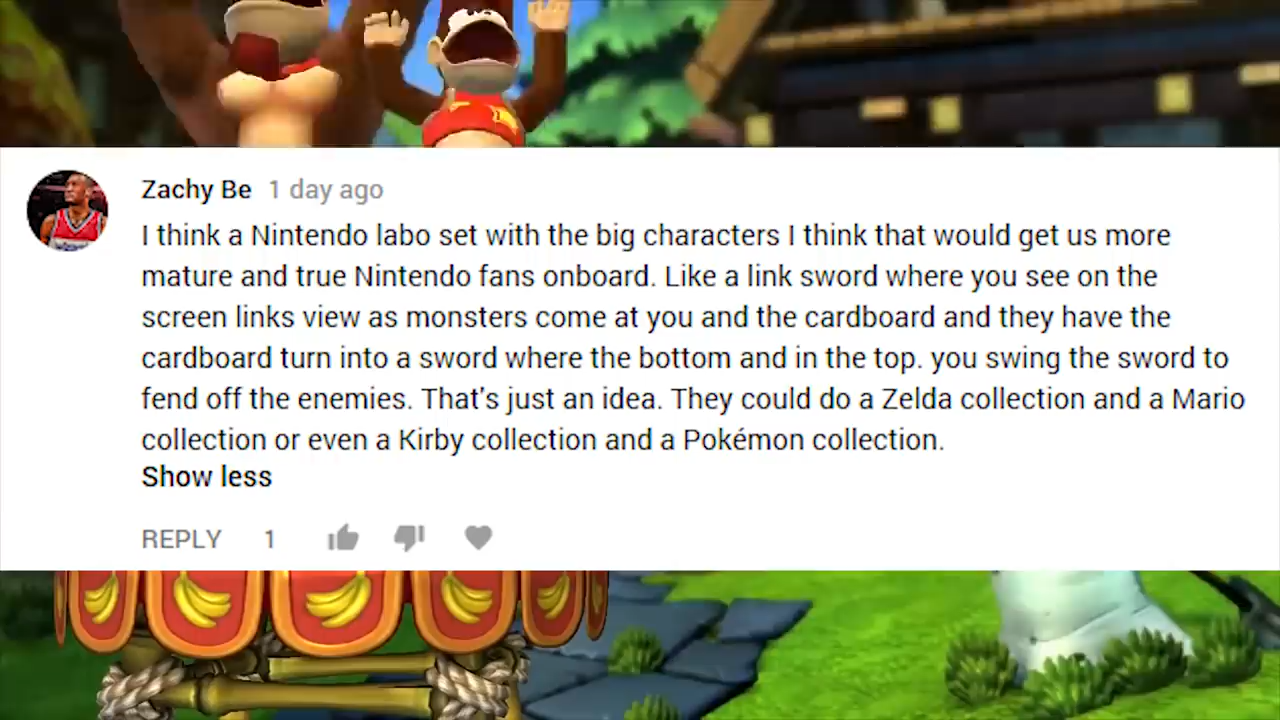 Zachy Be 1 day ago
I think a Nintendo labo set with the big characters I think that would get us more
mature and true Nintendo fans onboard. Like a link sword where you see on the
screen links view as monsters come at you and the cardboard and they have the
cardboard turn into a sword where the bottom and in the top. you swing the sword to
fend off the enemies. That's just an idea. They could do a Zelda collection and a Mario
collection or even a Kirby collection and a Pokémon collection.
Show less
REPLY 1